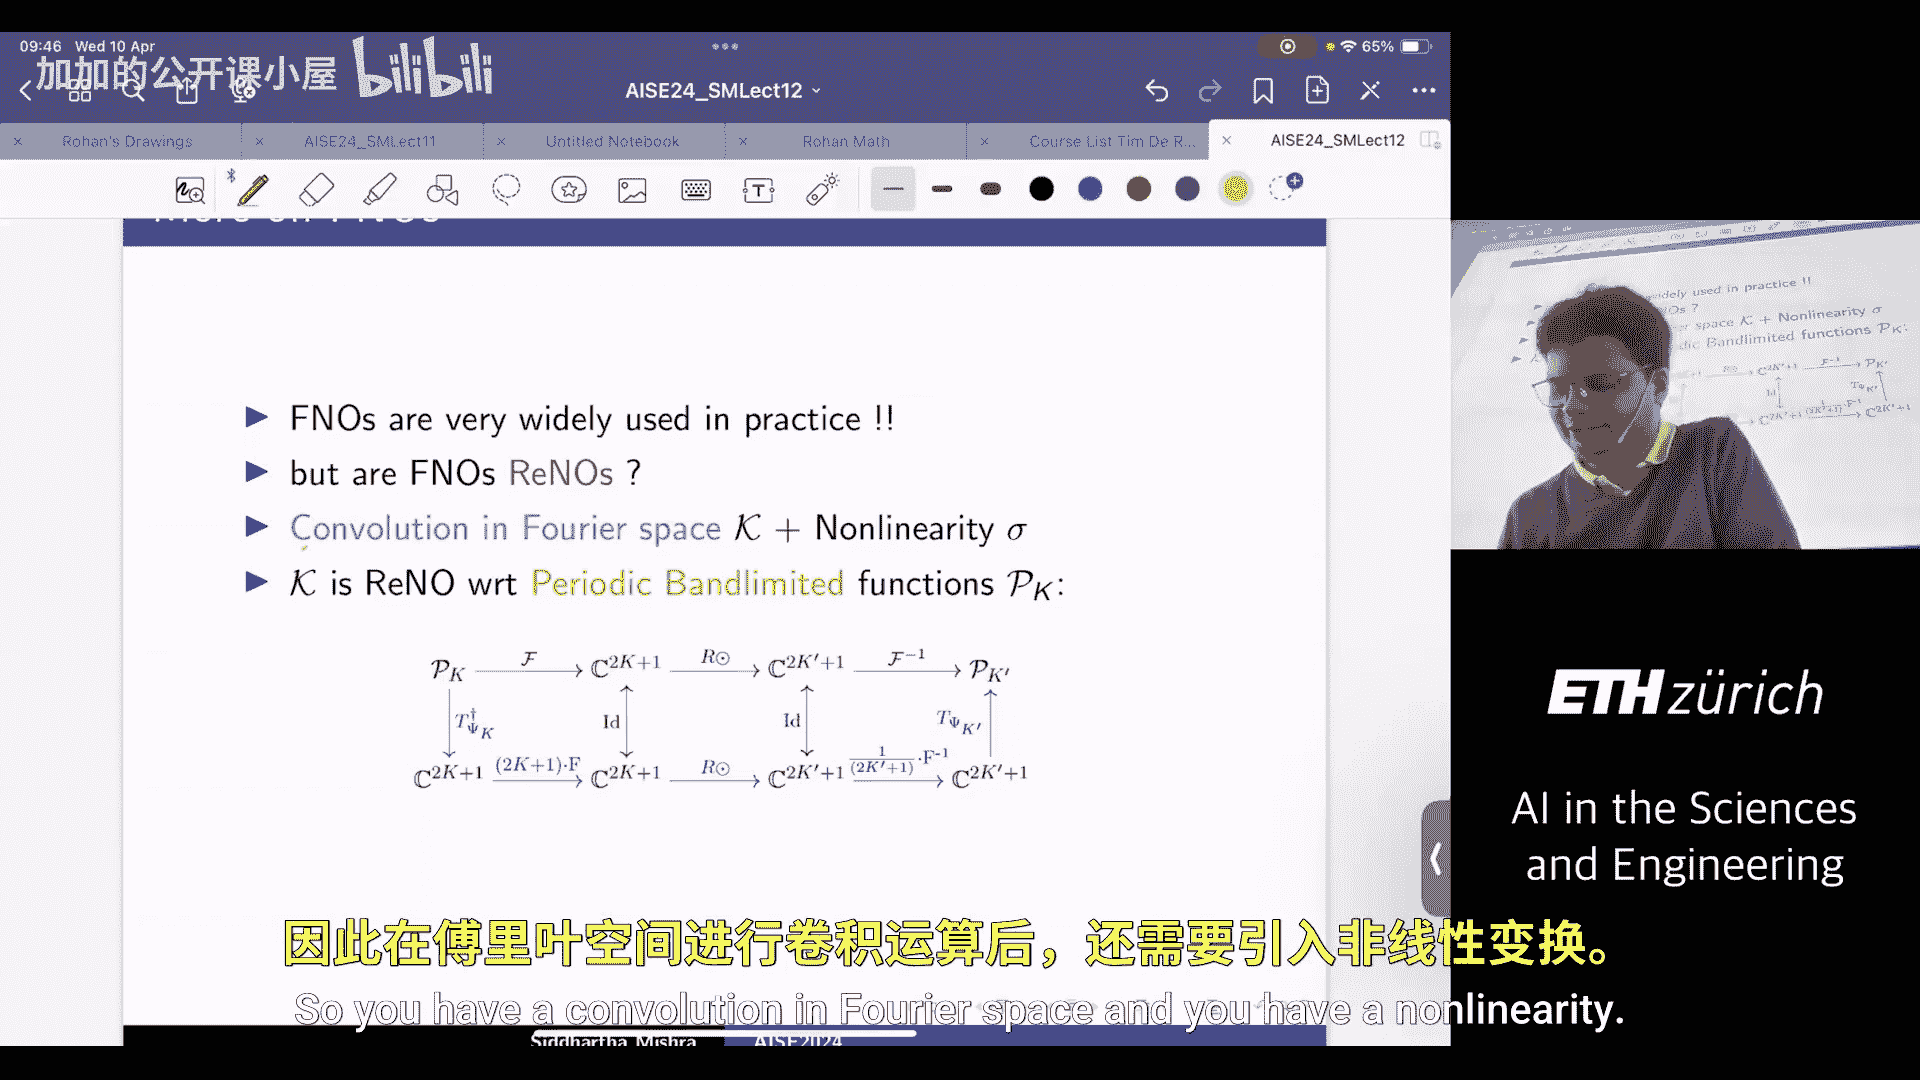 09:46 Wed 10 Apr
65%
加加的公开课小屋 bilibili
AISE24_SMLect12
Rohan's Drawings
AISE24_SMLect11
Untitled Notebook
Rohan Math
Course List Tim De R...
AISE24_SMLect12
▶ FNOs are very widely used in practice !!
▶ but are FNOs ReNOs ?
▶ Convolution in Fourier space 𝒦 + Nonlinearity σ
▶ 𝒦 is ReNO wrt Periodic Bandlimited functions 𝒫_K:
𝒫_K ℱ ℂ^{2K+1} R⊙ ℂ^{2K'+1} ℱ^{-1} 𝒫_{K'}
T^†_{Ψ_K} Id Id T_{Ψ_{K'}}
ℂ^{2K+1} (2K+1)·F ℂ^{2K+1} R⊙ ℂ^{2K'+1} 1/(2K'+1)·F^{-1} ℂ^{2K'+1}
ETH zürich
AI in the Sciences
and Engineering
因此在傅里叶空间进行卷积运算后，还需要引入非线性变换。
So you have a convolution in Fourier space and you have a nonlinearity.
Siddhartha Mishra AISE2024